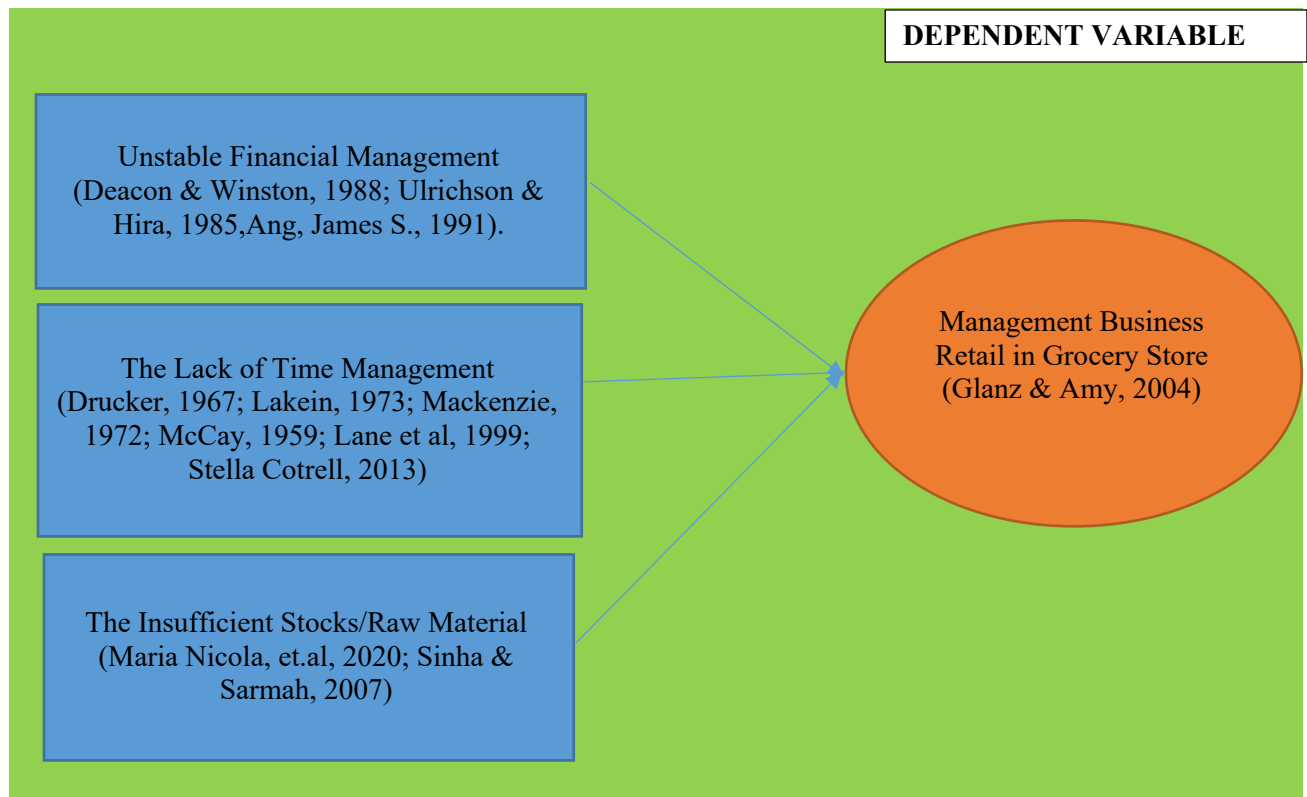 DEPENDENT VARIABLE
Unstable Financial Management
(Deacon & Winston, 1988; Ulrichson &
Hira, 1985,Ang, James S., 1991).
The Lack of Time Management
(Drucker, 1967; Lakein, 1973; Mackenzie,
1972; McCay, 1959; Lane et al, 1999;
Stella Cotrell, 2013)
The Insufficient Stocks/Raw Material
(Maria Nicola, et.al, 2020; Sinha &
Sarmah, 2007)
Management Business
Retail in Grocery Store
(Glanz & Amy, 2004)